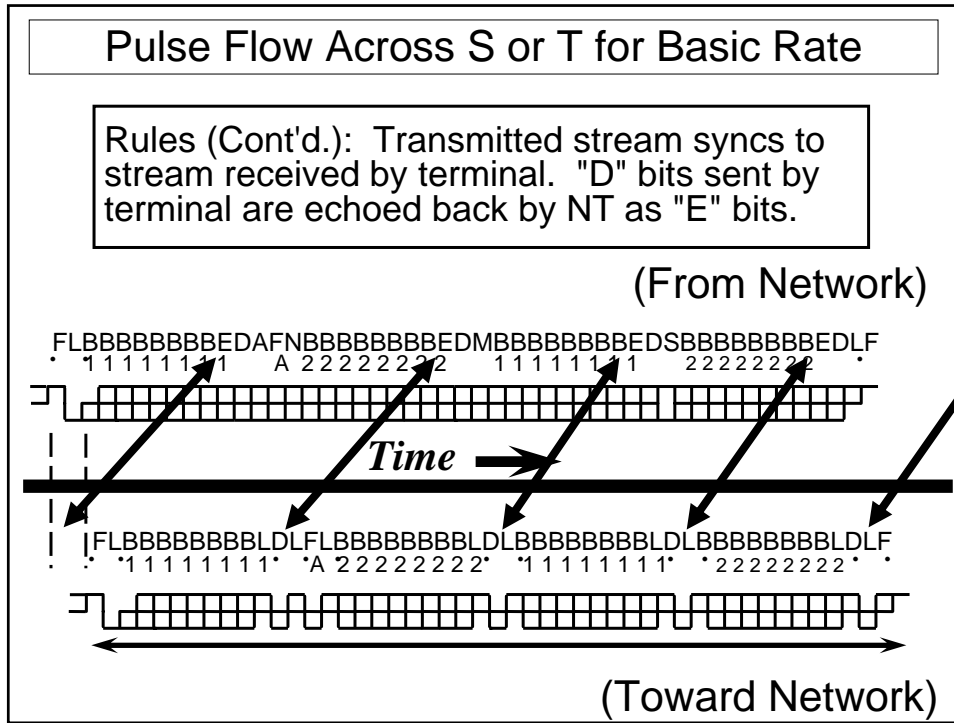 Pulse Flow Across S or T for Basic Rate
Rules (Cont'd.): Transmitted stream syncs to
stream received by terminal. "D" bits sent by
terminal are echoed back by NT as "E" bits.
(From Network)
FLBBBBBBBBEDAFNBBBBBBBBEDMBBBBBBBBEDSBBBBBBBBEDLF
. .11111111 A 22222222 11111111 22222222 .
Time
FLBBBBBBBBLDLFLBBBBBBBBLDLBBBBBBBBLDLBBBBBBBBLDLF
. .11111111. .A.22222222. .11111111. .22222222. .
(Toward Network)